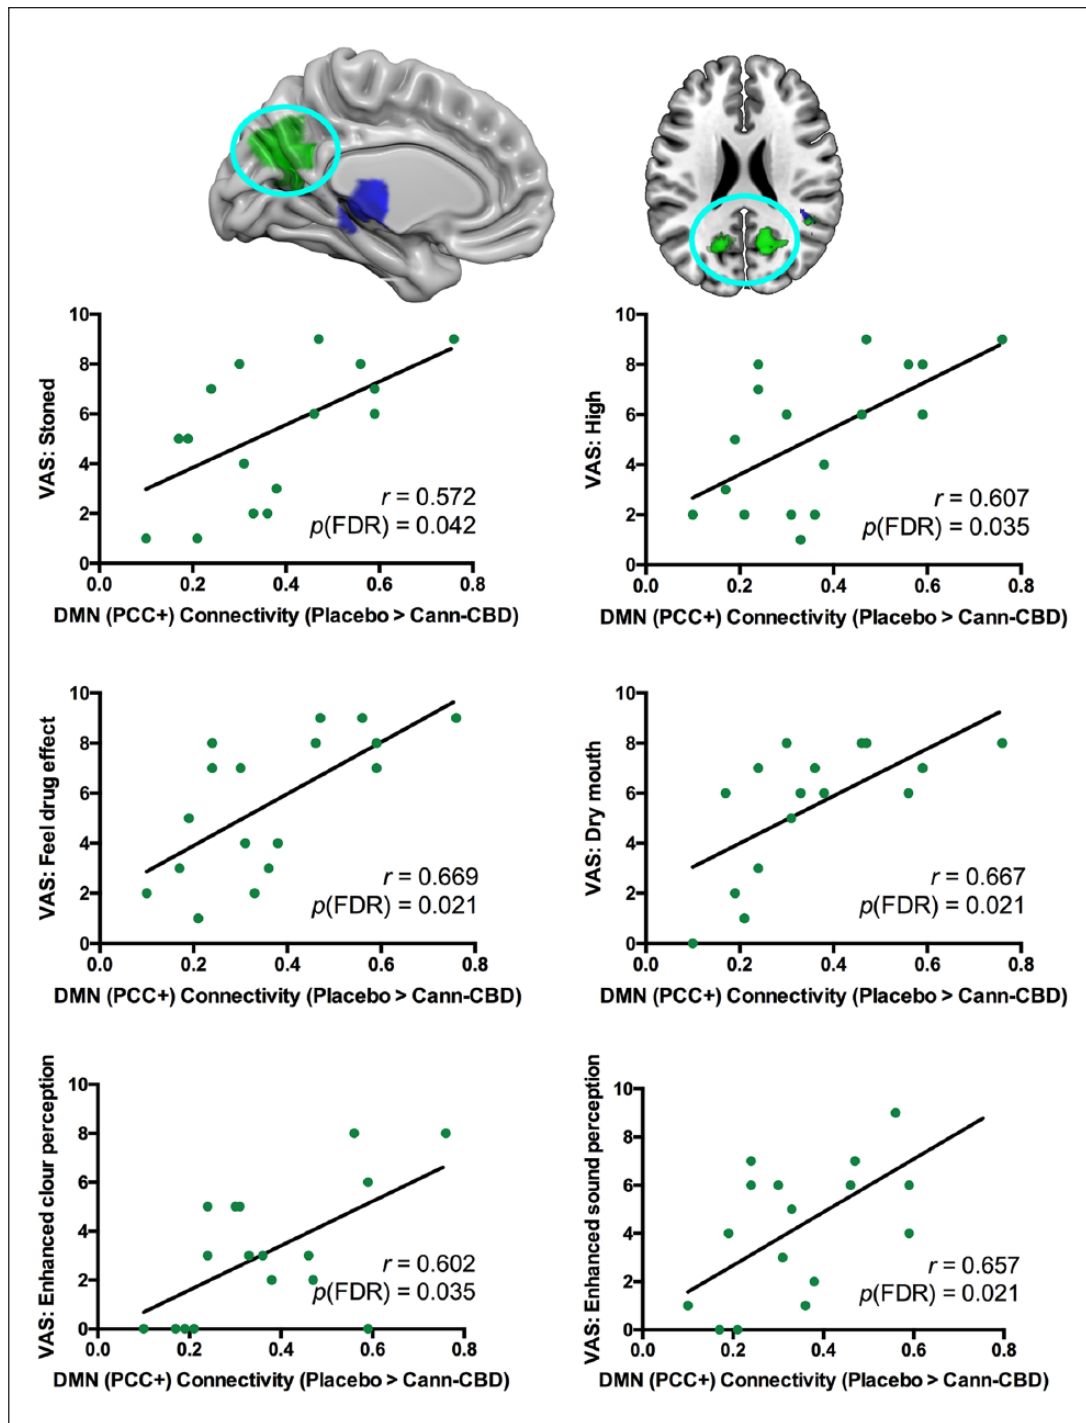 10
8
6
4
2
0
VAS: Stoned
r = 0.572
p(FDR) = 0.042
0.0 0.2 0.4 0.6 0.8
DMN (PCC+) Connectivity (Placebo > Cann-CBD)
10
8
6
4
2
0
VAS: High
r = 0.607
p(FDR) = 0.035
0.0 0.2 0.4 0.6 0.8
DMN (PCC+) Connectivity (Placebo > Cann-CBD)
10
8
6
4
2
0
VAS: Feel drug effect
r = 0.669
p(FDR) = 0.021
0.0 0.2 0.4 0.6 0.8
DMN (PCC+) Connectivity (Placebo > Cann-CBD)
10
8
6
4
2
0
VAS: Dry mouth
r = 0.667
p(FDR) = 0.021
0.0 0.2 0.4 0.6 0.8
DMN (PCC+) Connectivity (Placebo > Cann-CBD)
10
8
6
4
2
0
VAS: Enhanced clour perception
r = 0.602
p(FDR) = 0.035
0.0 0.2 0.4 0.6 0.8
DMN (PCC+) Connectivity (Placebo > Cann-CBD)
10
8
6
4
2
0
VAS: Enhanced sound perception
r = 0.657
p(FDR) = 0.021
0.0 0.2 0.4 0.6 0.8
DMN (PCC+) Connectivity (Placebo > Cann-CBD)